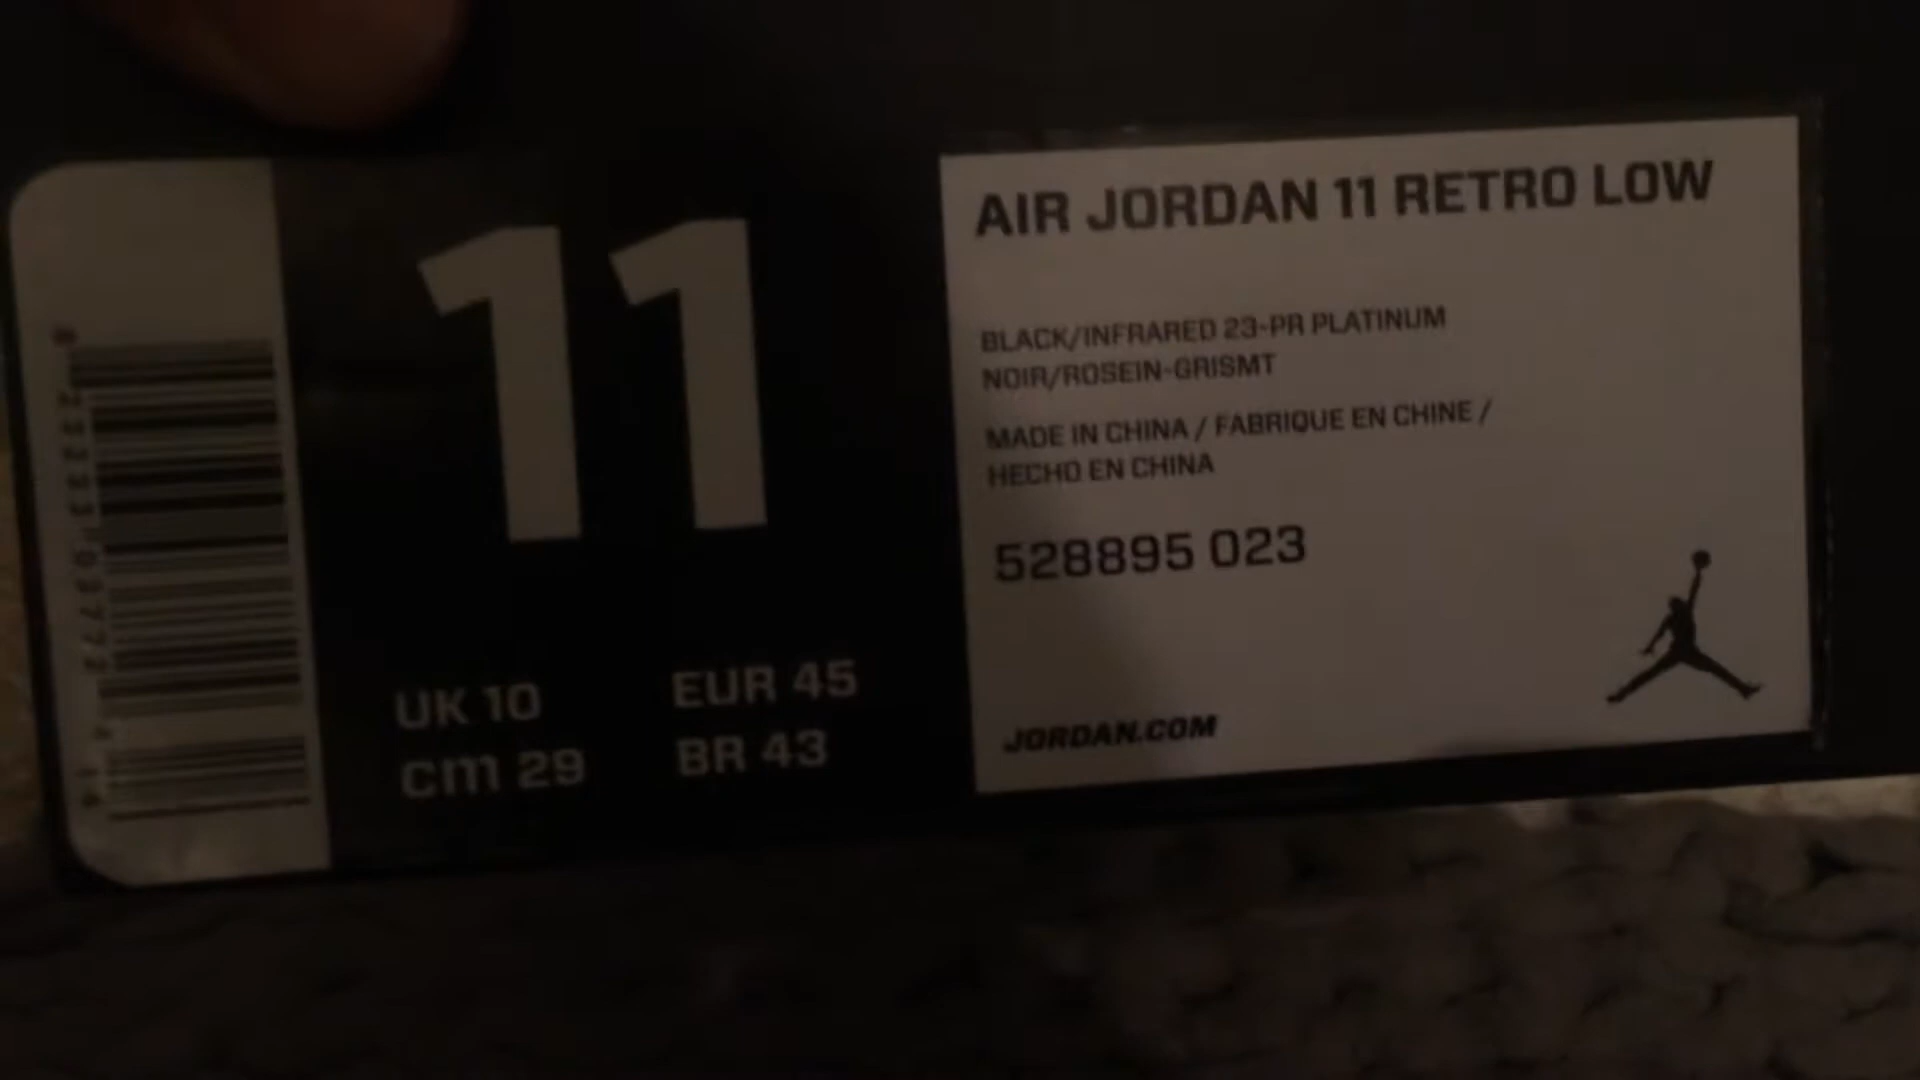 11
UK 10
EUR 45
cm 29
BR 43
AIR JORDAN 11 RETRO LOW
BLACK/INFRARED 23-PR PLATINUM
NOIR/ROSEIN-GRISMT
MADE IN CHINA / FABRIQUE EN CHINE /
HECHO EN CHINA
528895 023
JORDAN.COM